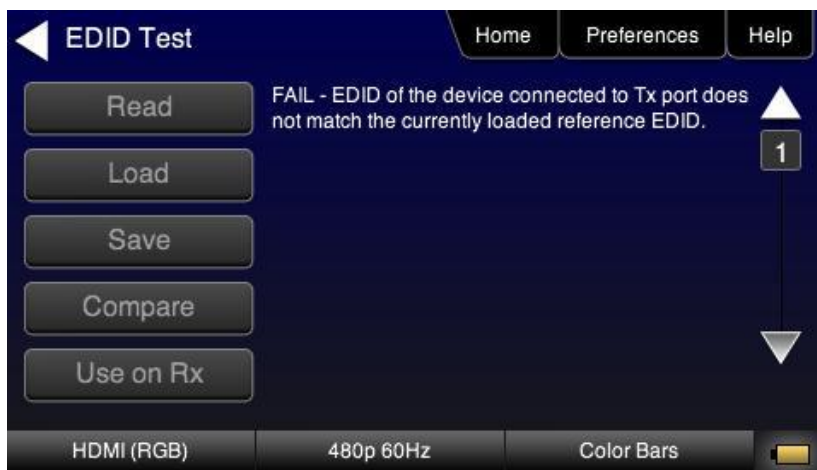 EDID Test
Home
Preferences
Help
Read
Load
Save
Compare
Use on Rx
FAIL - EDID of the device connected to Tx port does
not match the currently loaded reference EDID.
1
HDMI (RGB)
480p 60Hz
Color Bars